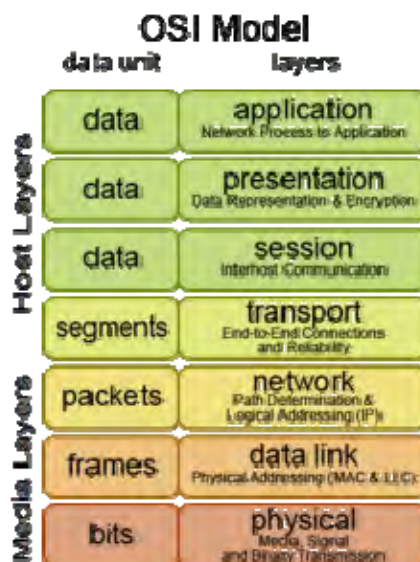 OSI Model
data unit layers
Host Layers
data application
Network Process to Application
data presentation
Data Representation & Encryption
data session
Interhost Communication
segments transport
End-to-End Connections
and Reliability
Media Layers
packets network
Path Determination &
Logical Addressing (IP)
frames data link
Physical Addressing (MAC & LLC)
bits physical
Media, Signal
and Binary Transmission